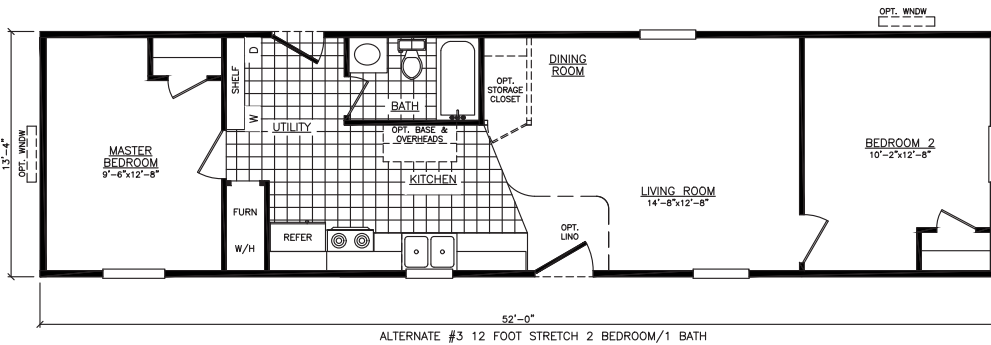 OPT. WNDW
D
W
SHELF
UTILITY
BATH
OPT. BASE &
OVERHEADS
KITCHEN
DINING
ROOM
OPT.
STORAGE
CLOSET
13'-4"
OPT. WNDW
MASTER
BEDROOM
9'-6"x12'-8"
BEDROOM 2
10'-2"x12'-8"
LIVING ROOM
14'-8"x12'-8"
FURN
W/H
REFER
OPT.
LINO
52'-0"
ALTERNATE #3 12 FOOT STRETCH 2 BEDROOM/1 BATH